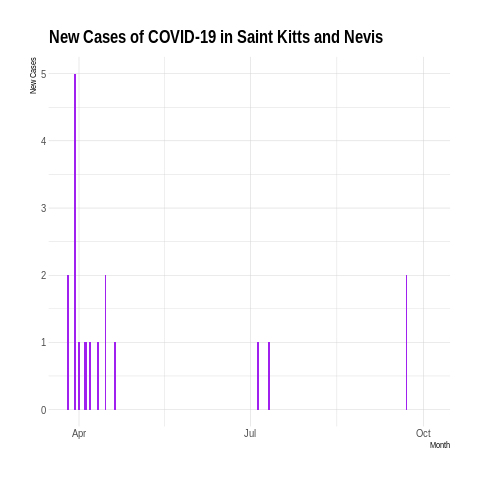 New Cases of COVID-19 in Saint Kitts and Nevis
New Cases
5
4
3
2
1
0
Apr
Jul
Oct
Month